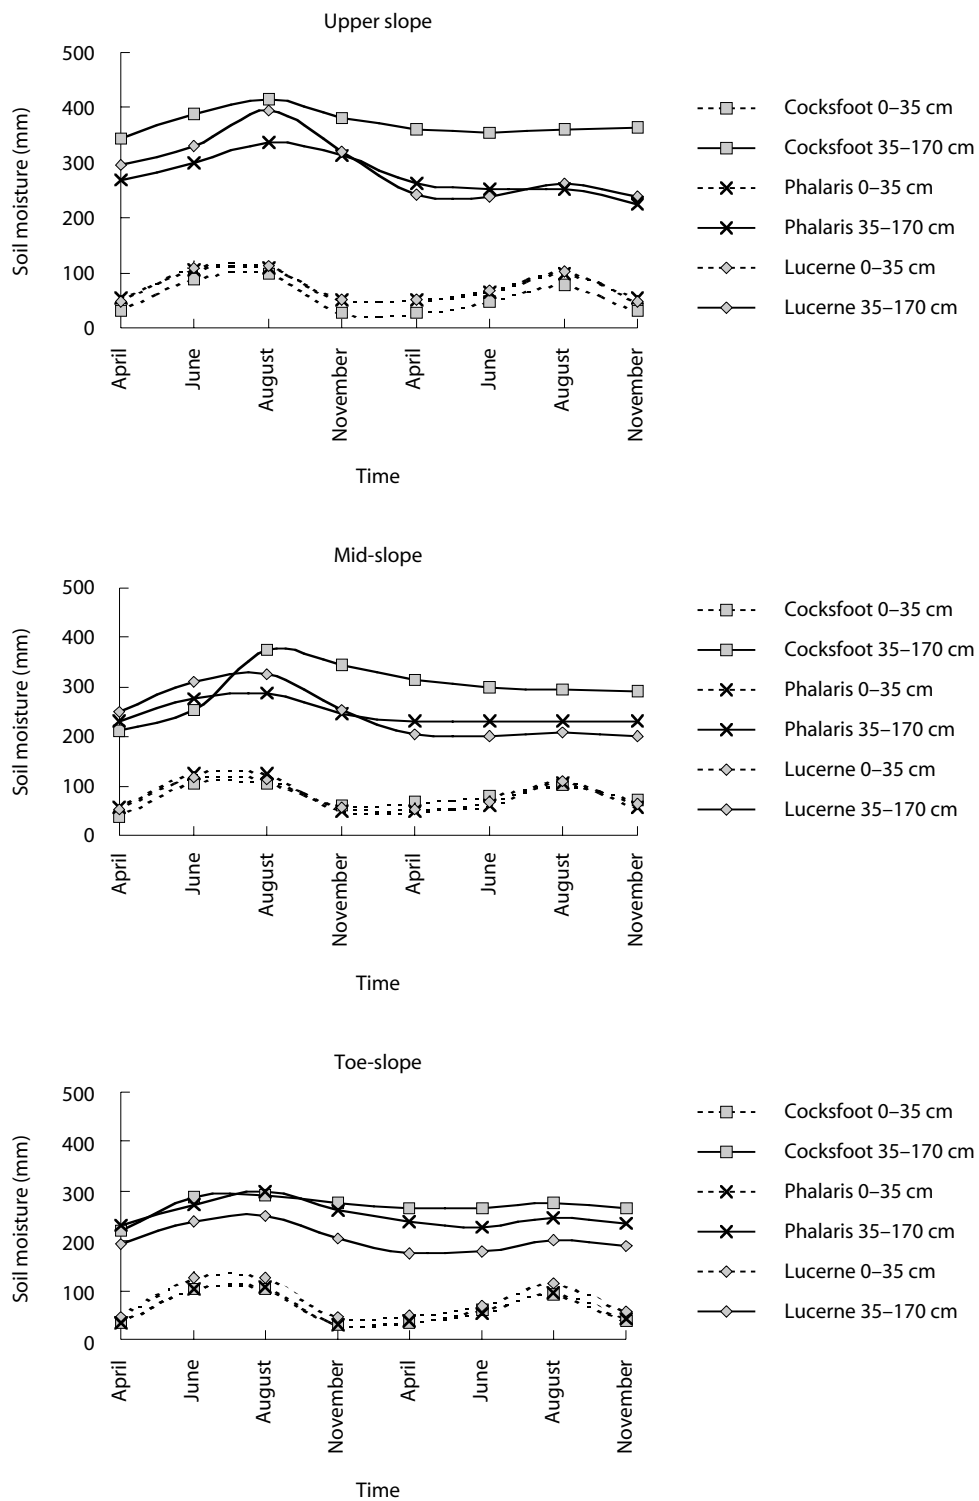 Upper slope
Soil moisture (mm)
500
400
300
200
100
0
April
June
August
November
April
June
August
November
Time
Cocksfoot 0–35 cm
Cocksfoot 35–170 cm
Phalaris 0–35 cm
Phalaris 35–170 cm
Lucerne 0–35 cm
Lucerne 35–170 cm
Mid-slope
Soil moisture (mm)
500
400
300
200
100
0
April
June
August
November
April
June
August
November
Time
Cocksfoot 0–35 cm
Cocksfoot 35–170 cm
Phalaris 0–35 cm
Phalaris 35–170 cm
Lucerne 0–35 cm
Lucerne 35–170 cm
Toe-slope
Soil moisture (mm)
500
400
300
200
100
0
April
June
August
November
April
June
August
November
Time
Cocksfoot 0–35 cm
Cocksfoot 35–170 cm
Phalaris 0–35 cm
Phalaris 35–170 cm
Lucerne 0–35 cm
Lucerne 35–170 cm